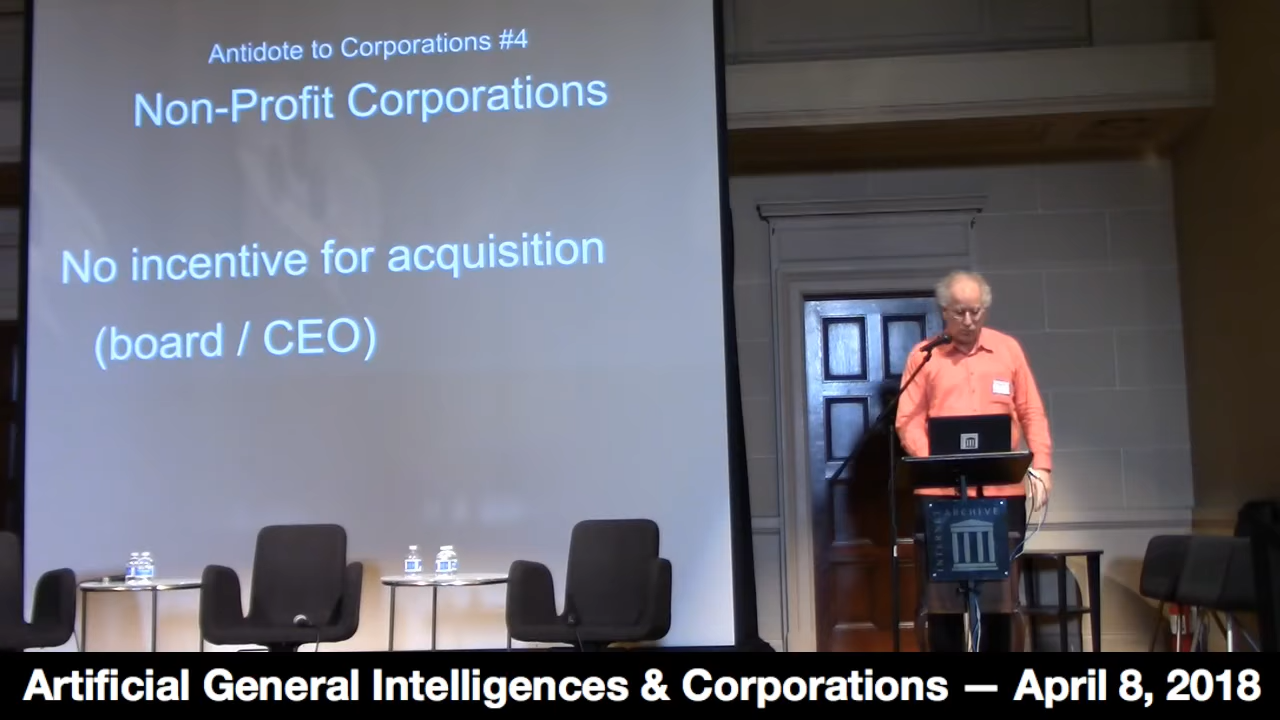 Antidote to Corporations #4
Non-Profit Corporations
No incentive for acquisition
(board / CEO)
INTERNET ARCHIVE
Artificial General Intelligences & Corporations — April 8, 2018